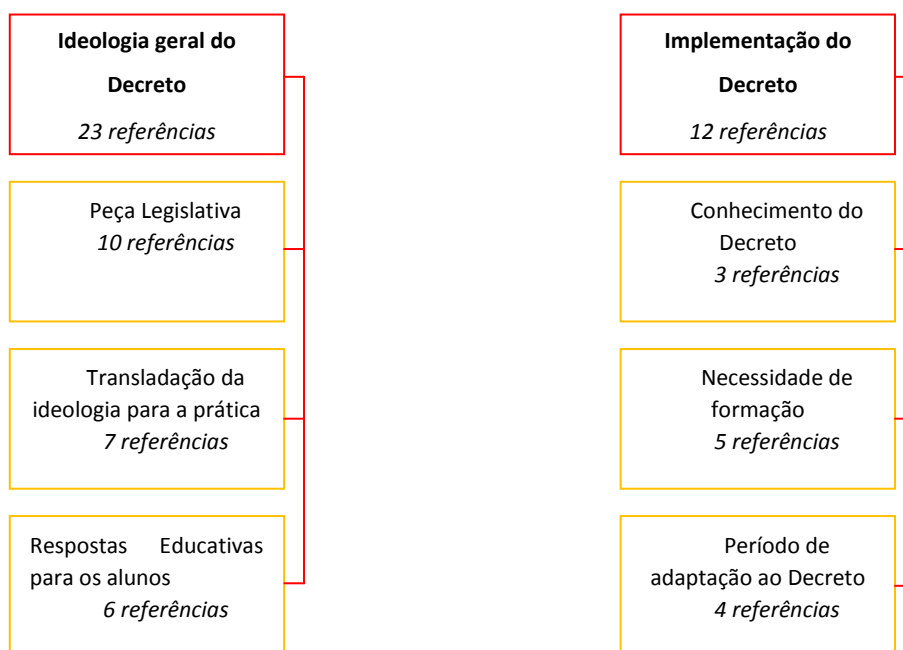 Ideologia geral do
Decreto
23 referências
Peça Legislativa
10 referências
Transladação da
ideologia para a prática
7 referências
Respostas Educativas
para os alunos
6 referências
Implementação do
Decreto
12 referências
Conhecimento do
Decreto
3 referências
Necessidade de
formação
5 referências
Período de
adaptação ao Decreto
4 referências